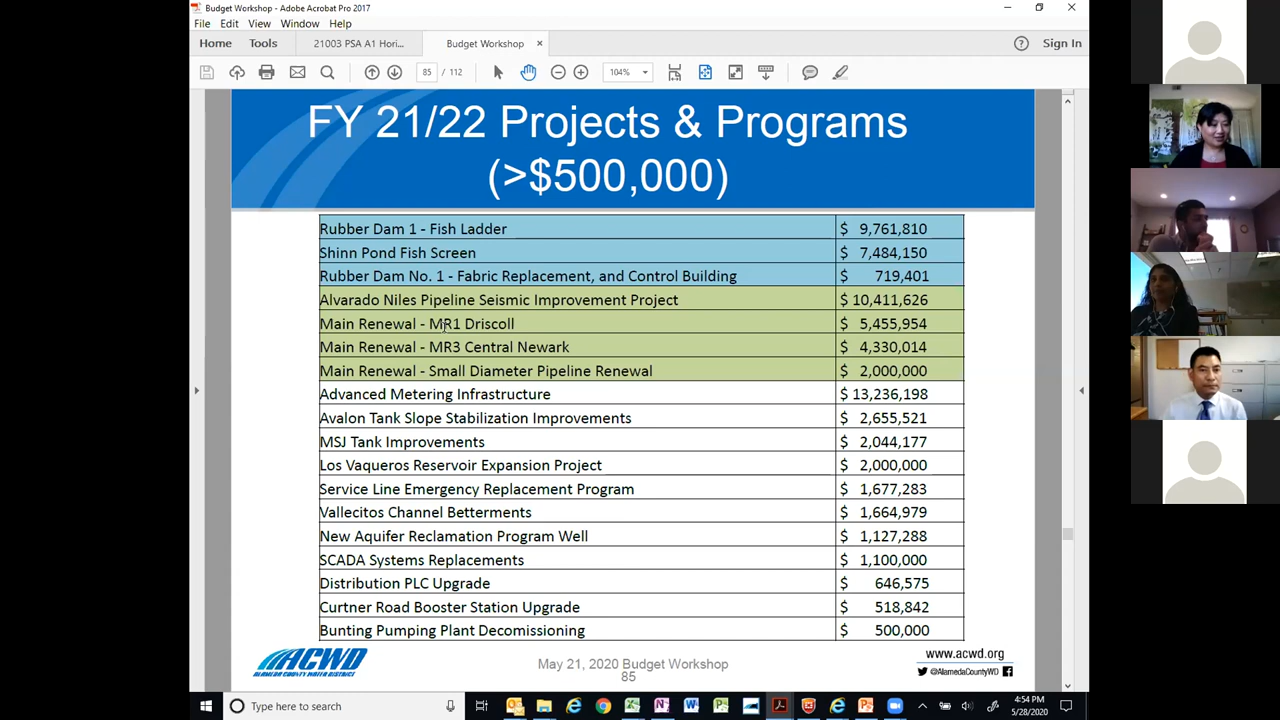 Budget Workshop - Adobe Acrobat Pro 2017
File Edit View Window Help
Home Tools 21003 PSA A1 Hori... Budget Workshop × Sign In
85 / 112 104%
FY 21/22 Projects & Programs
(>$500,000)
Rubber Dam 1 - Fish Ladder $ 9,761,810
Shinn Pond Fish Screen $ 7,484,150
Rubber Dam No. 1 - Fabric Replacement, and Control Building $ 719,401
Alvarado Niles Pipeline Seismic Improvement Project $ 10,411,626
Main Renewal - MR1 Driscoll $ 5,455,954
Main Renewal - MR3 Central Newark $ 4,330,014
Main Renewal - Small Diameter Pipeline Renewal $ 2,000,000
Advanced Metering Infrastructure $ 13,236,198
Avalon Tank Slope Stabilization Improvements $ 2,655,521
MSJ Tank Improvements $ 2,044,177
Los Vaqueros Reservoir Expansion Project $ 2,000,000
Service Line Emergency Replacement Program $ 1,677,283
Vallecitos Channel Betterments $ 1,664,979
New Aquifer Reclamation Program Well $ 1,127,288
SCADA Systems Replacements $ 1,100,000
Distribution PLC Upgrade $ 646,575
Curtner Road Booster Station Upgrade $ 518,842
Bunting Pumping Plant Decomissioning $ 500,000
ACWD
ALAMEDA COUNTY WATER DISTRICT
May 21, 2020 Budget Workshop
85
www.acwd.org
@AlamedaCountyWD
Type here to search
4:54 PM
5/28/2020